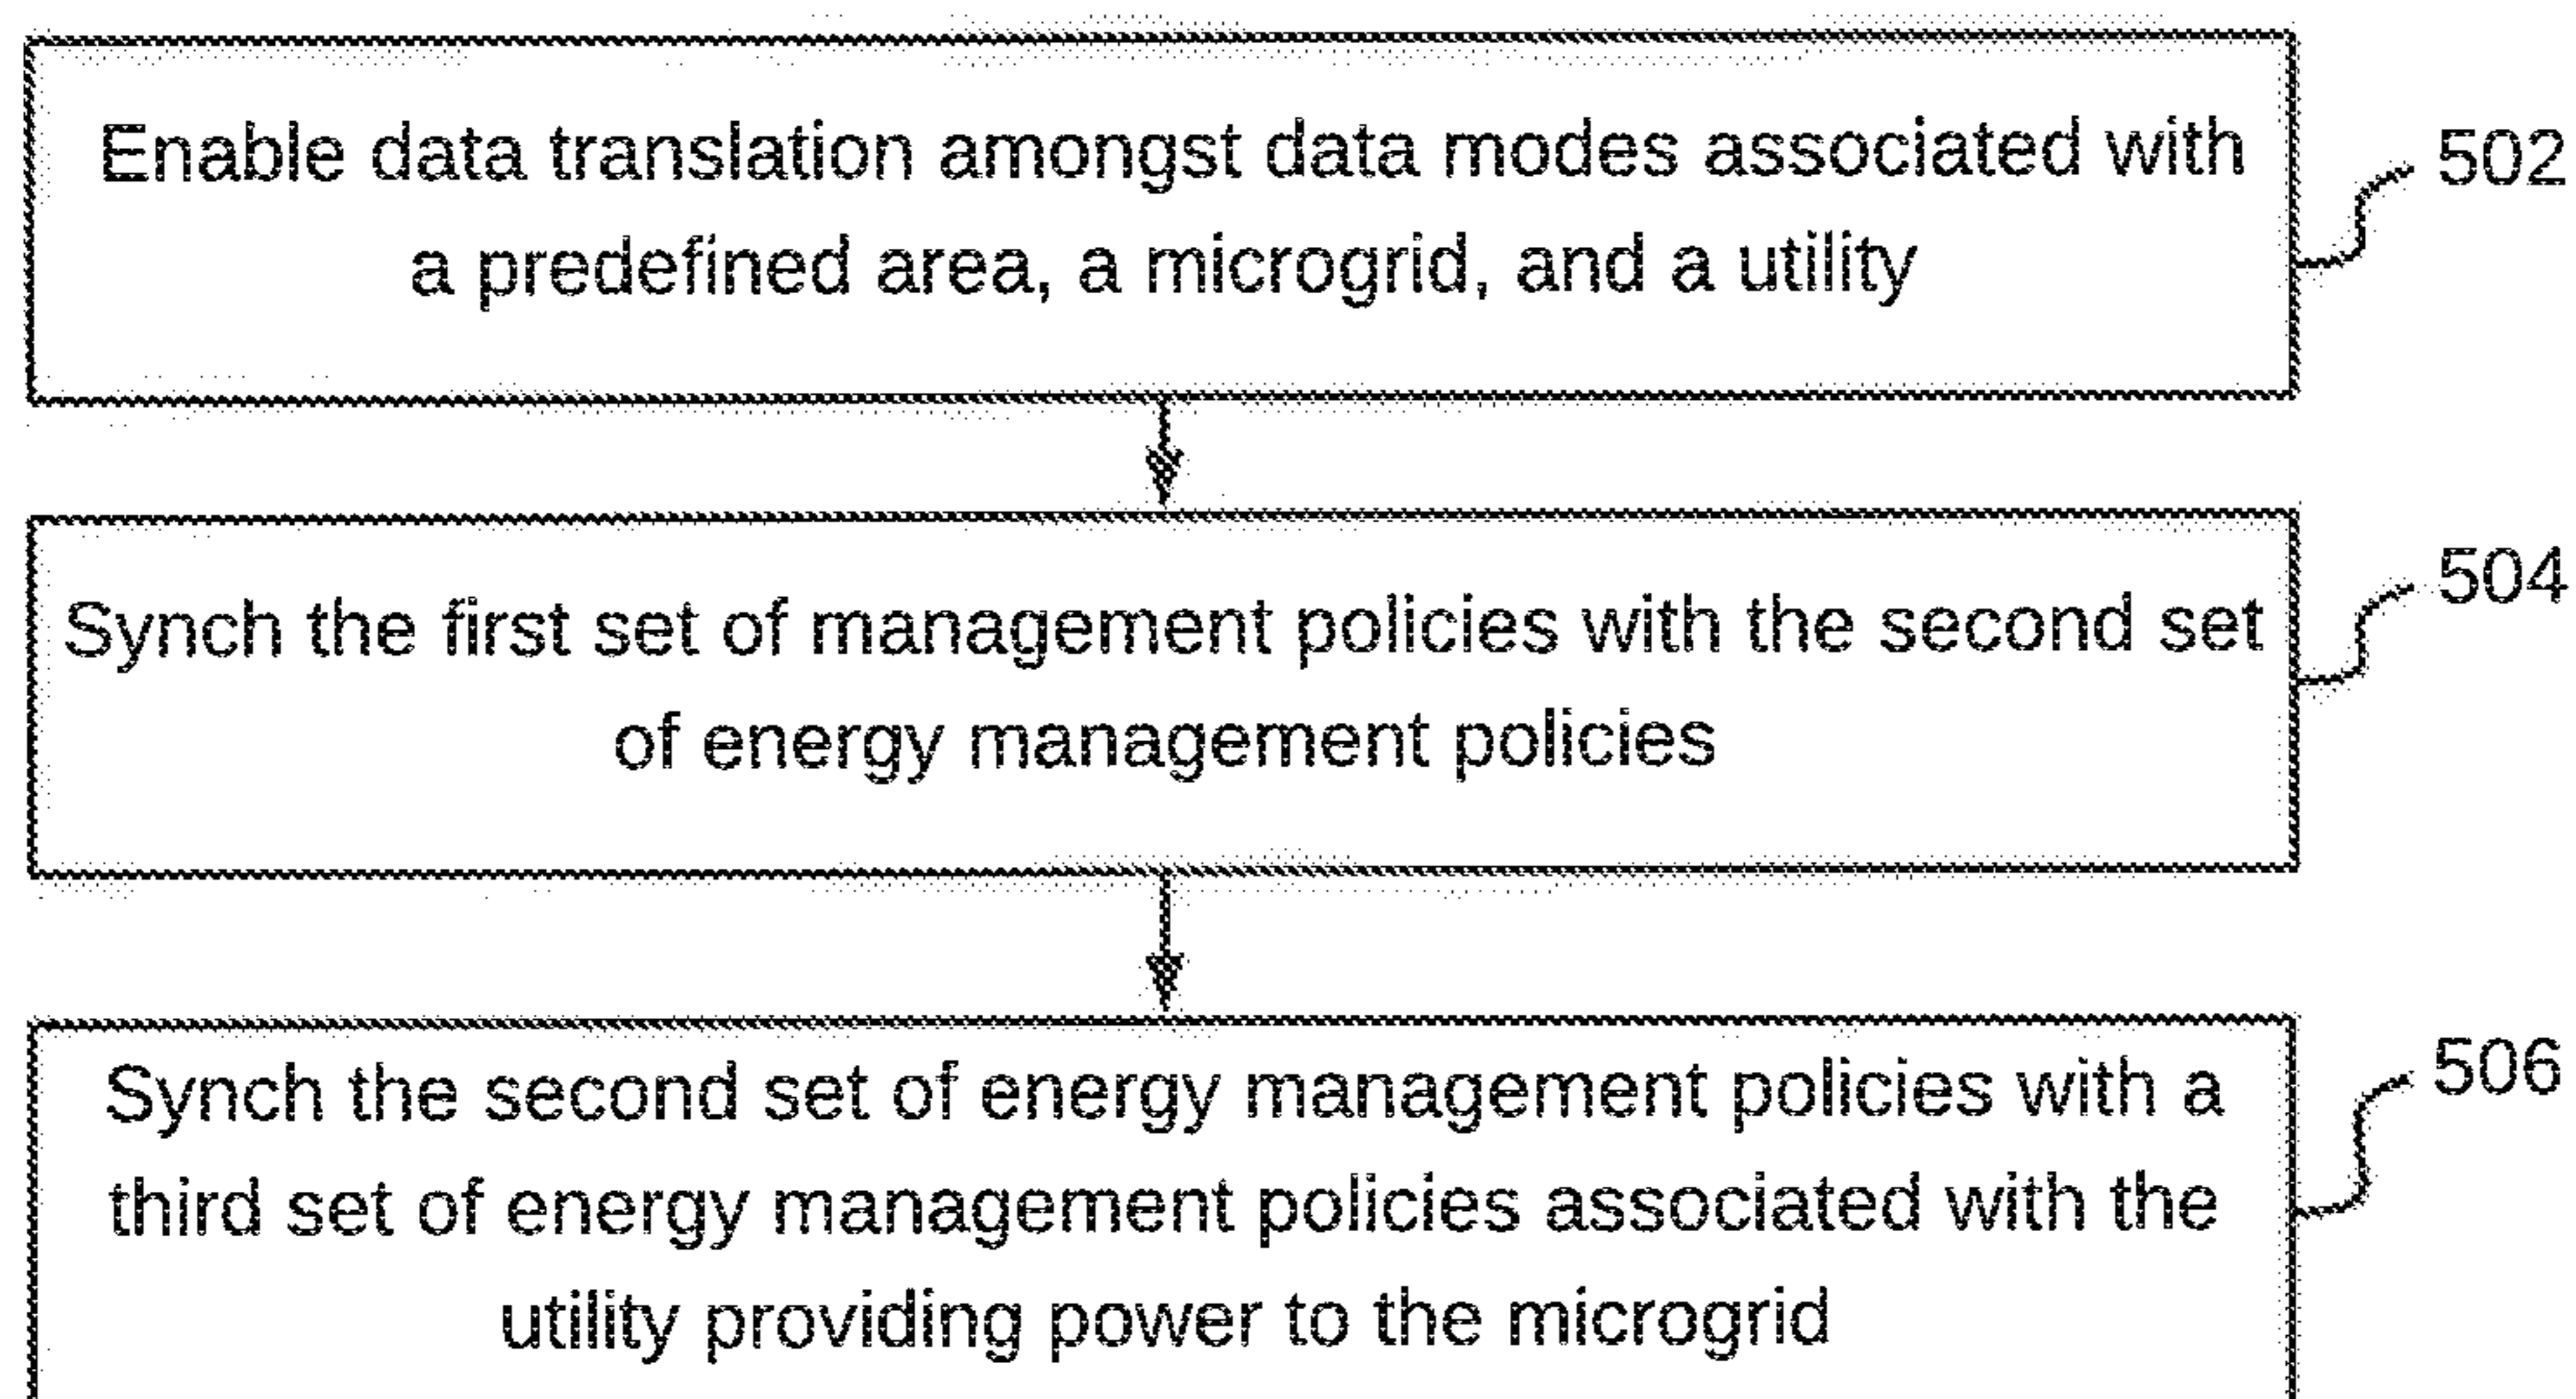 Enable data translation amongst data modes associated with
a predefined area, a microgrid, and a utility
502
Synch the first set of management policies with the second set
of energy management policies
504
Synch the second set of energy management policies with a
third set of energy management policies associated with the
utility providing power to the microgrid
506